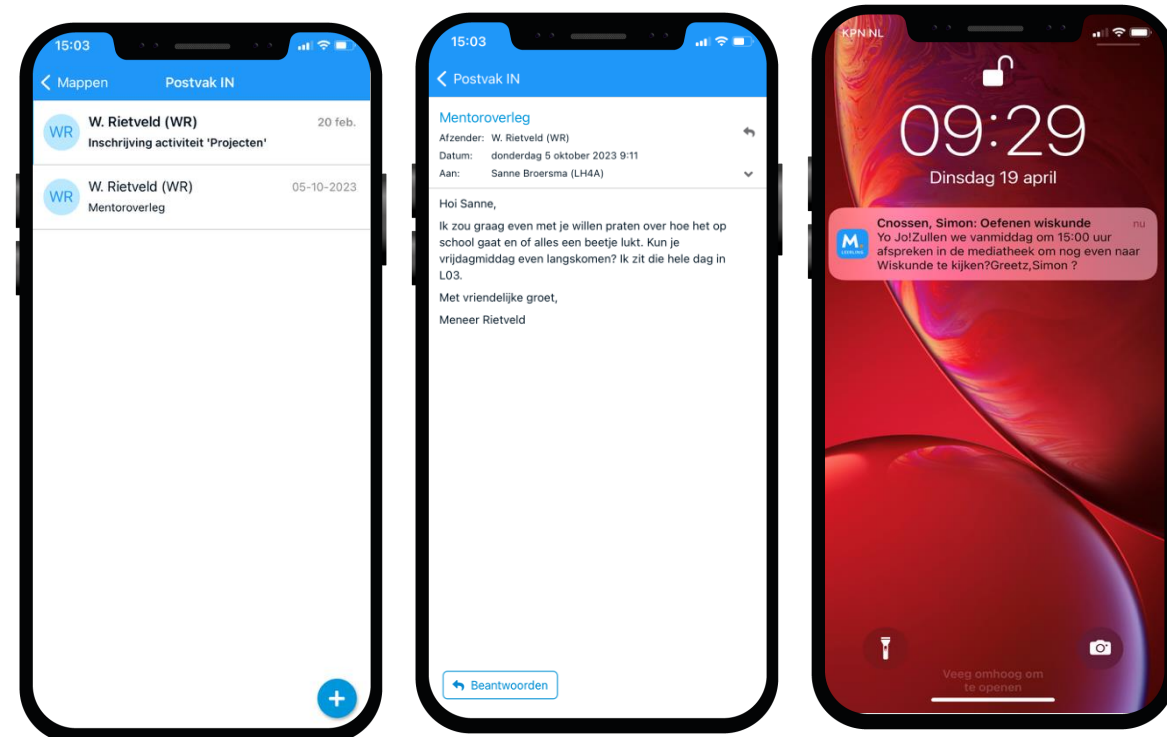 15:03
Mappen
Postvak IN
WR
W. Rietveld (WR)
20 feb.
Inschrijving activiteit 'Projecten'
WR
W. Rietveld (WR)
05-10-2023
Mentoroverleg
+
15:03
Postvak IN
Mentoroverleg
Afzender: W. Rietveld (WR)
Datum: donderdag 5 oktober 2023 9:11
Aan: Sanne Broersma (LH4A)
Hoi Sanne,
Ik zou graag even met je willen praten over hoe het op
school gaat en of alles een beetje lukt. Kun je
vrijdagmiddag even langskomen? Ik zit die hele dag in
L03.
Met vriendelijke groet,
Meneer Rietveld
Beantwoorden
KPN NL
09:29
Dinsdag 19 april
M
LEERLING
Cnossen, Simon: Oefenen wiskunde
nu
Yo Jo!Zullen we vanmiddag om 15:00 uur
afspreken in de mediatheek om nog even naar
Wiskunde te kijken?Greetz,Simon ?
Veeg omhoog om
te openen